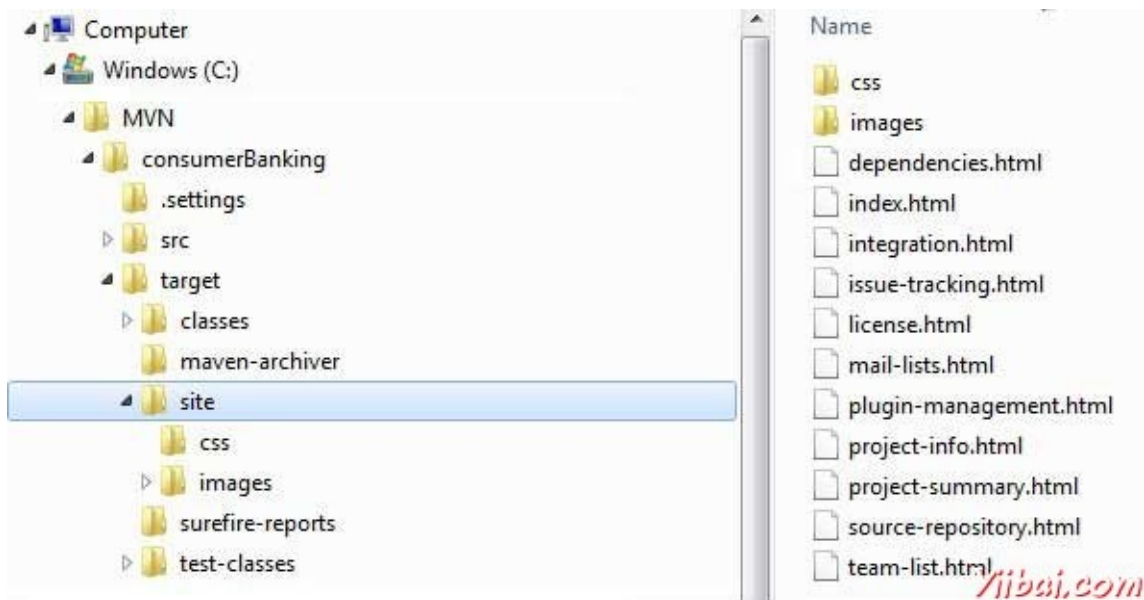 Computer
Windows (C:)
MVN
consumerBanking
.settings
src
target
classes
maven-archiver
site
css
images
surefire-reports
test-classes
Name
css
images
dependencies.html
index.html
integration.html
issue-tracking.html
license.html
mail-lists.html
plugin-management.html
project-info.html
project-summary.html
source-repository.html
team-list.html
Yiibai.com